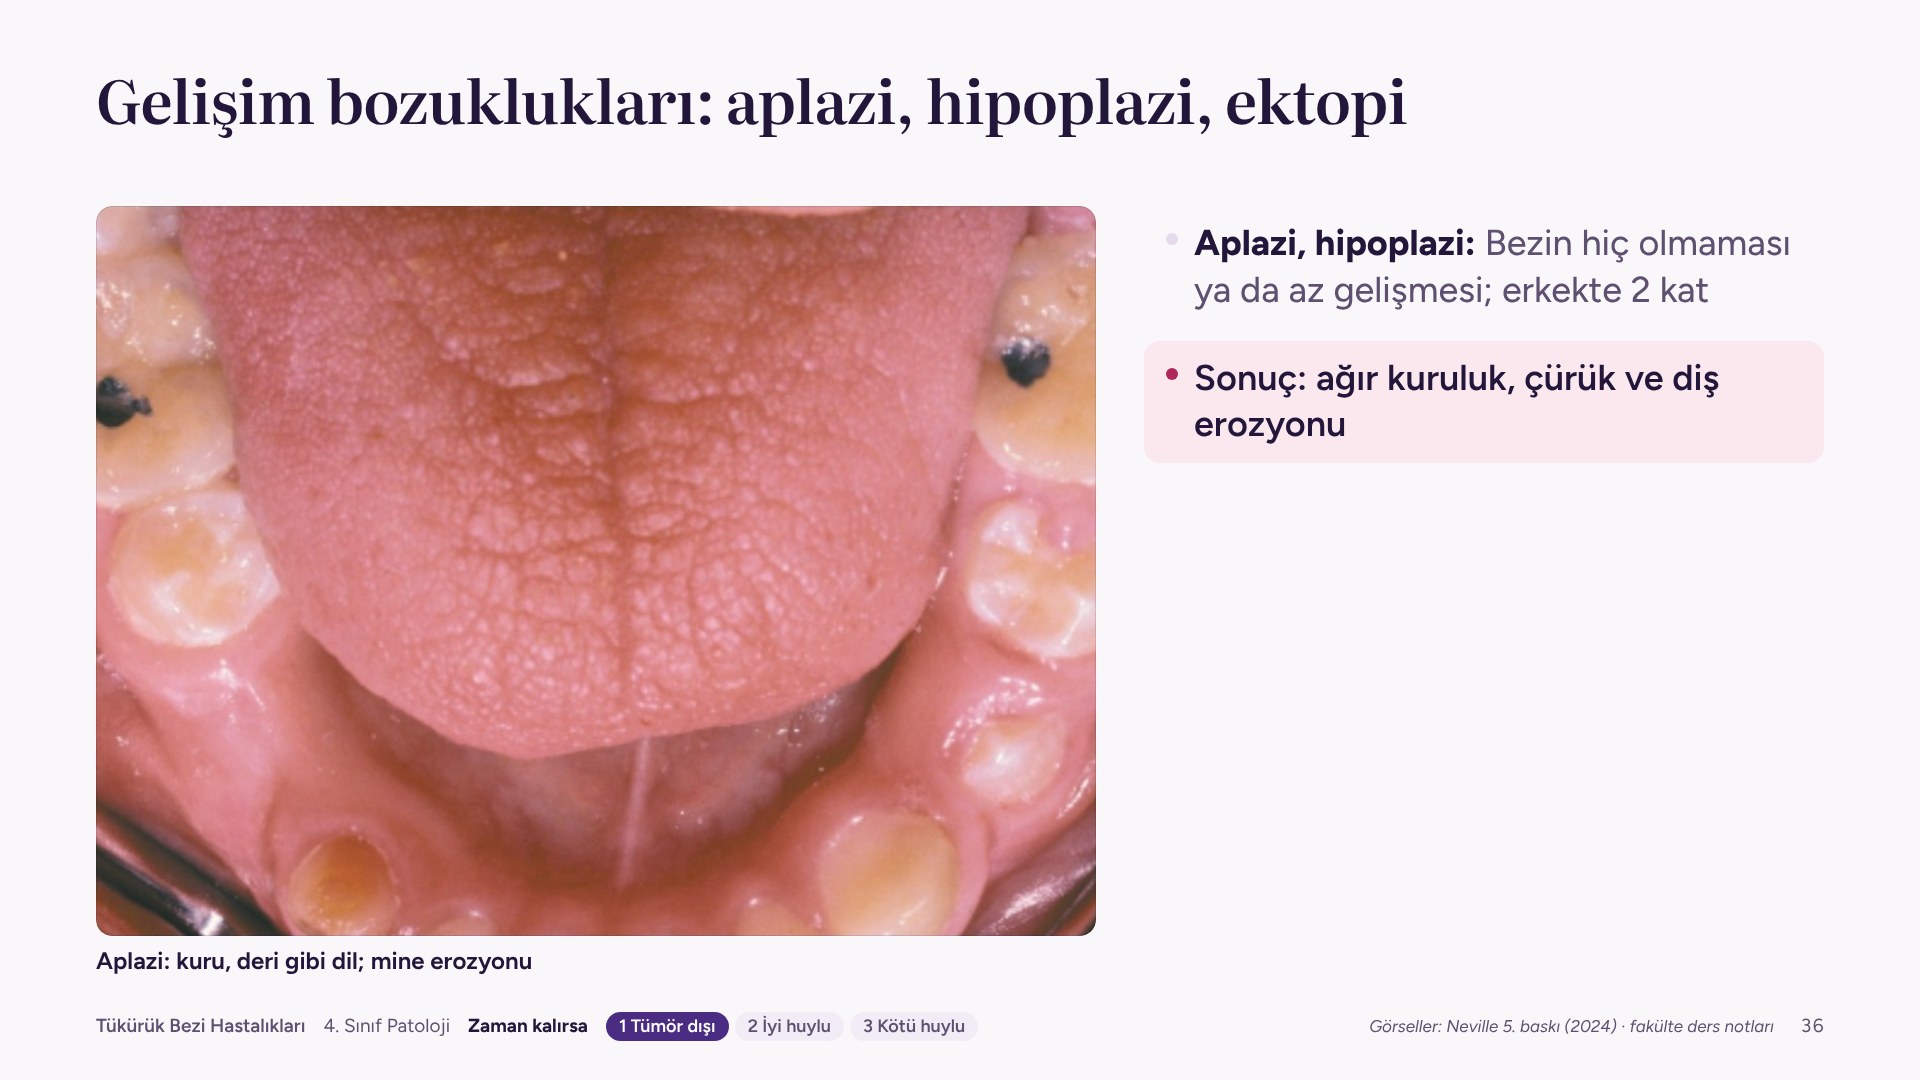 Gelişim bozuklukları: aplazi, hipoplazi, ektopi
Aplazi, hipoplazi: Bezin hiç olmaması
ya da az gelişmesi; erkekte 2 kat
Sonuç: ağır kuruluk, çürük ve diş
erozyonu
Aplazi: kuru, deri gibi dil; mine erozyonu
Tükürük Bezi Hastalıkları 4. Sınıf Patoloji Zaman kalırsa 1 Tümör dışı 2 İyi huylu 3 Kötü huylu Görseller: Neville 5. baskı (2024) · fakülte ders notları 36